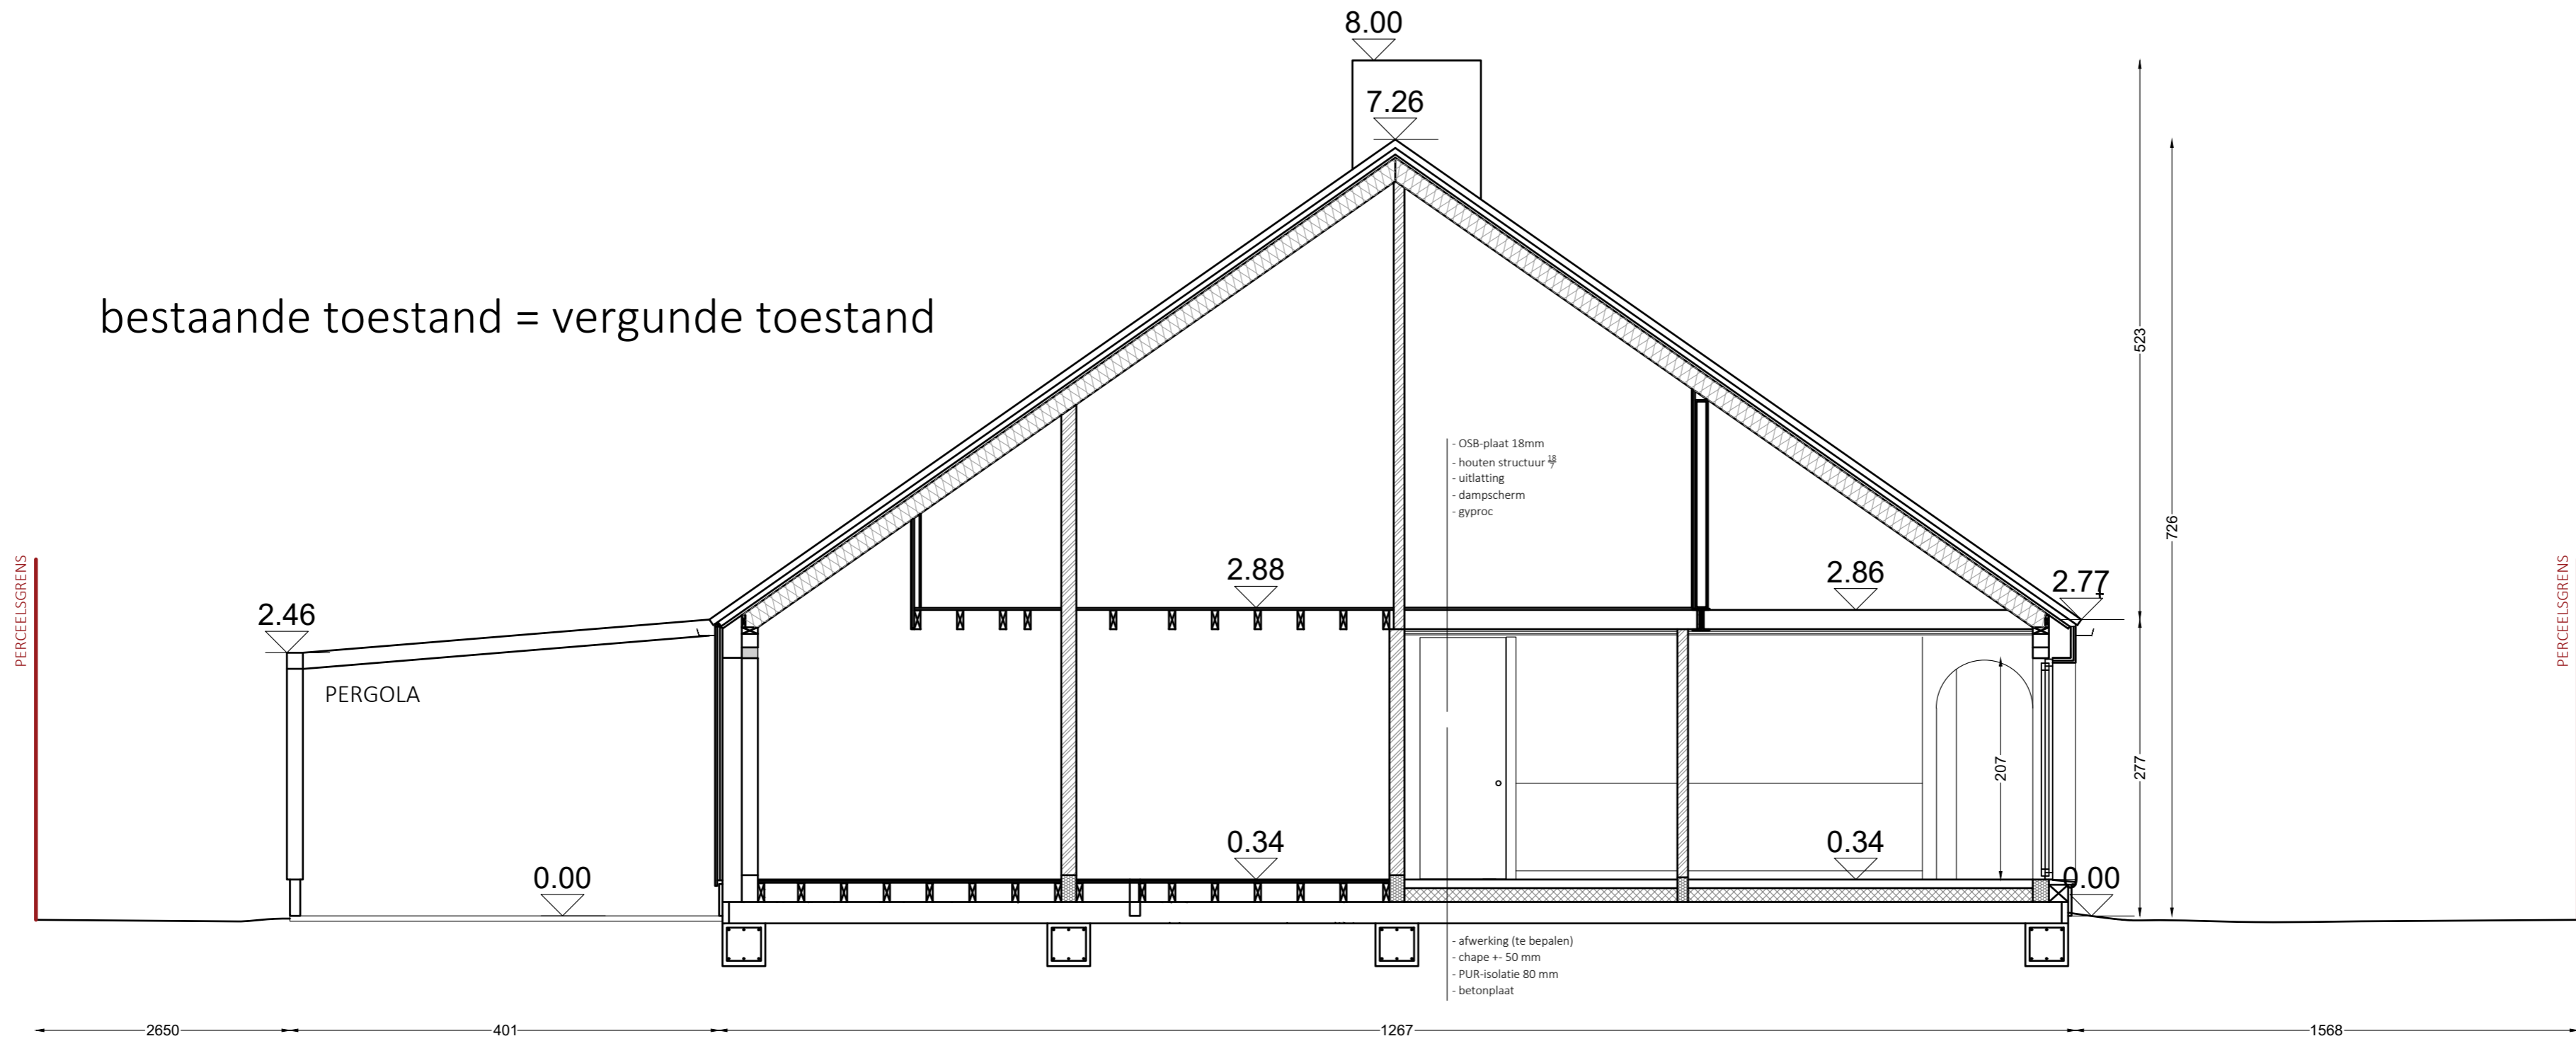 8.00
7.26
bestaande toestand = vergunde toestand
523
- OSB-plaat 18mm
- houten structuur 18/7
- uitlatting
- dampscherm
- gyproc
726
PERCEELSGRENS
2.46
2.88
2.86
2.77
PERCEELSGRENS
PERGOLA
207
277
0.00
0.34
0.34
0.00
- afwerking (te bepalen)
- chape +- 50 mm
- PUR-isolatie 80 mm
- betonplaat
2650
401
1267
1568